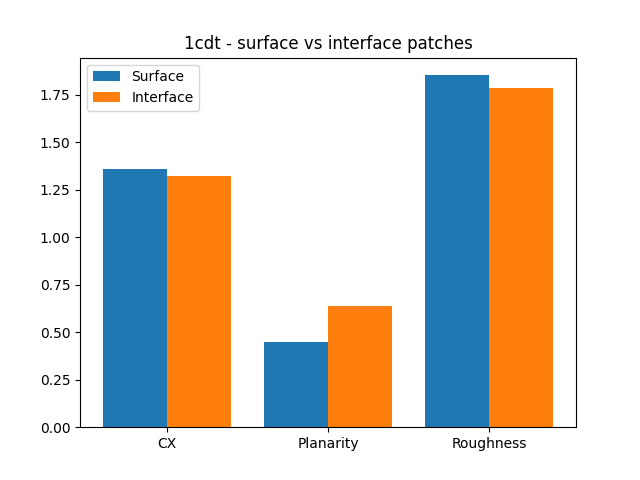 1cdt - surface vs interface patches
Surface
Interface
1.75
1.50
1.25
1.00
0.75
0.50
0.25
0.00
CX
Planarity
Roughness